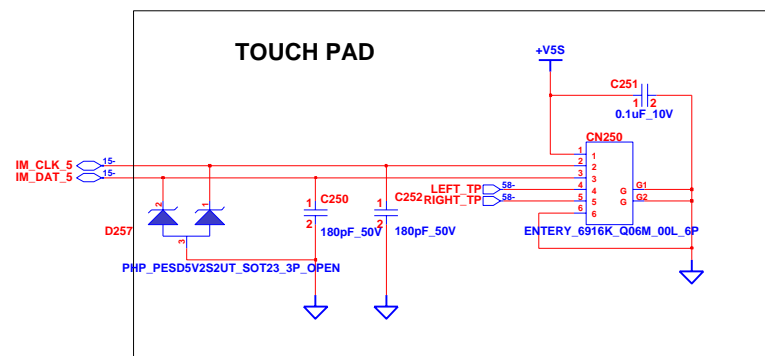 TOUCH PAD
+V5S
C251
1 2
0.1uF_10V
CN250
IM_CLK_5 15-
IM_DAT_5 15-
1 1
2 2
3 3
LEFT_TP 58- 4 4 G G1
RIGHT_TP 58- 5 5 G G2
6 6
ENTERY_6916K_Q06M_00L_6P
2 1
D257
3
PHP_PESD5V2S2UT_SOT23_3P_OPEN
1 C250
2
180pF_50V
1 C252
2
180pF_50V